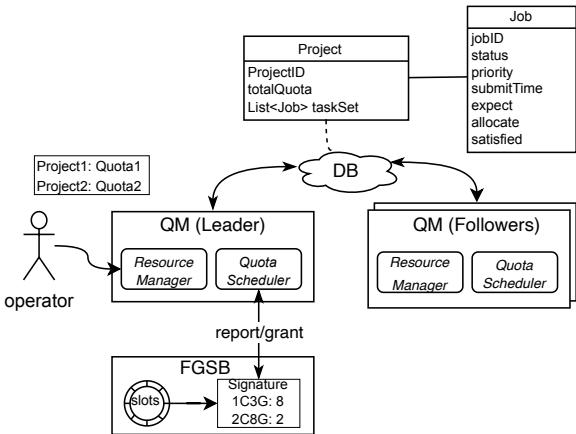 Job
jobID
status
priority
submitTime
expect
allocate
satisfied
Project
ProjectID
totalQuota
List<Job> taskSet
DB
Project1: Quota1
Project2: Quota2
operator
QM (Leader)
Resource
Manager
Quota
Scheduler
QM (Followers)
Resource
Manager
Quota
Scheduler
report/grant
FGSB
slots
Signature
1C3G: 8
2C8G: 2